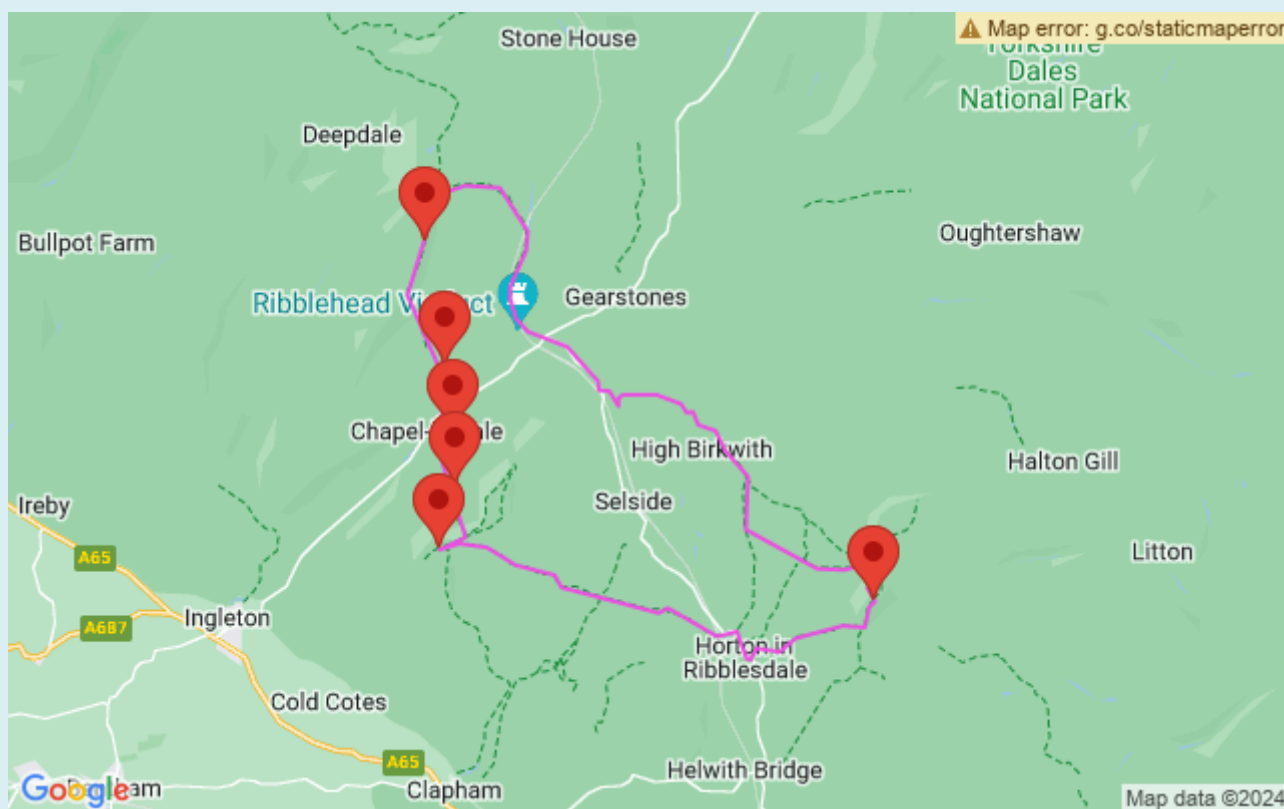 Stone House
Map error: g.co/staticmaperror
Yorkshire
Dales
National Park
Deepdale
Bullpot Farm
Oughtershaw
Ribblehead
Gearstones
High Birkwith
Halton Gill
Ireby
Selside
A65
Litton
Ingleton
A687
Horton in
Ribblesdale
Cold Cotes
A65
Helwith Bridge
Clapham
Google
Map data ©2024